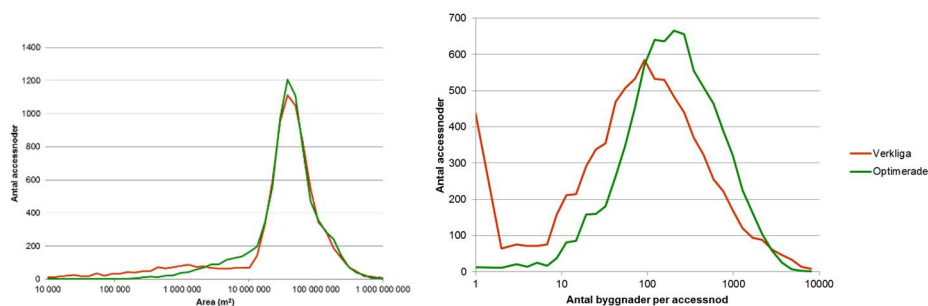 1400
1200
1000
800
600
400
200
0
Antal accessnoder
10 000 100 000 1 000 000 10 000 000 100 000 000 1 000 000 000
Area (m²)
700
600
500
400
300
200
100
0
Antal accessnoder
1 10 100 1000 10000
Antal byggnader per accessnod
Verkliga
Optimerade